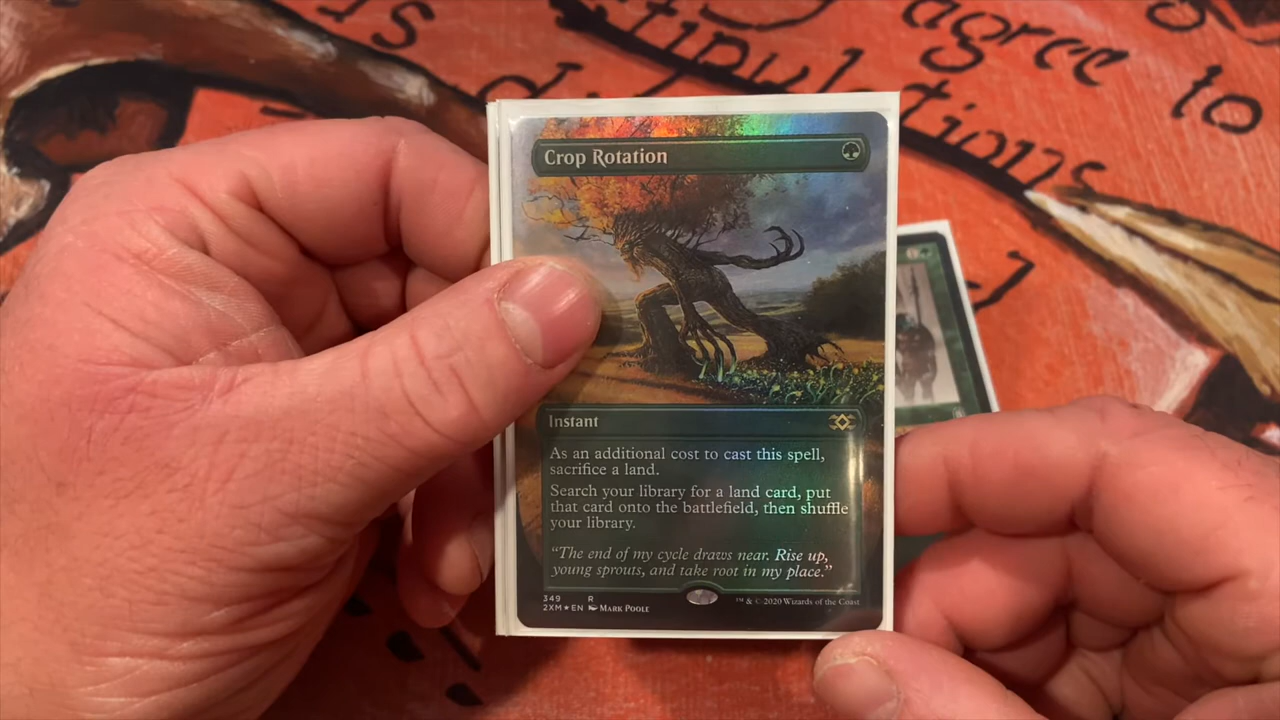 agree to
stipulations
Crop Rotation
Instant
As an additional cost to cast this spell,
sacrifice a land.
Search your library for a land card, put
that card onto the battlefield, then shuffle
your library.
“The end of my cycle draws near. Rise up,
young sprouts, and take root in my place.”
349 R
2XM★EN Mark Poole
™ & © 2020 Wizards of the Coast